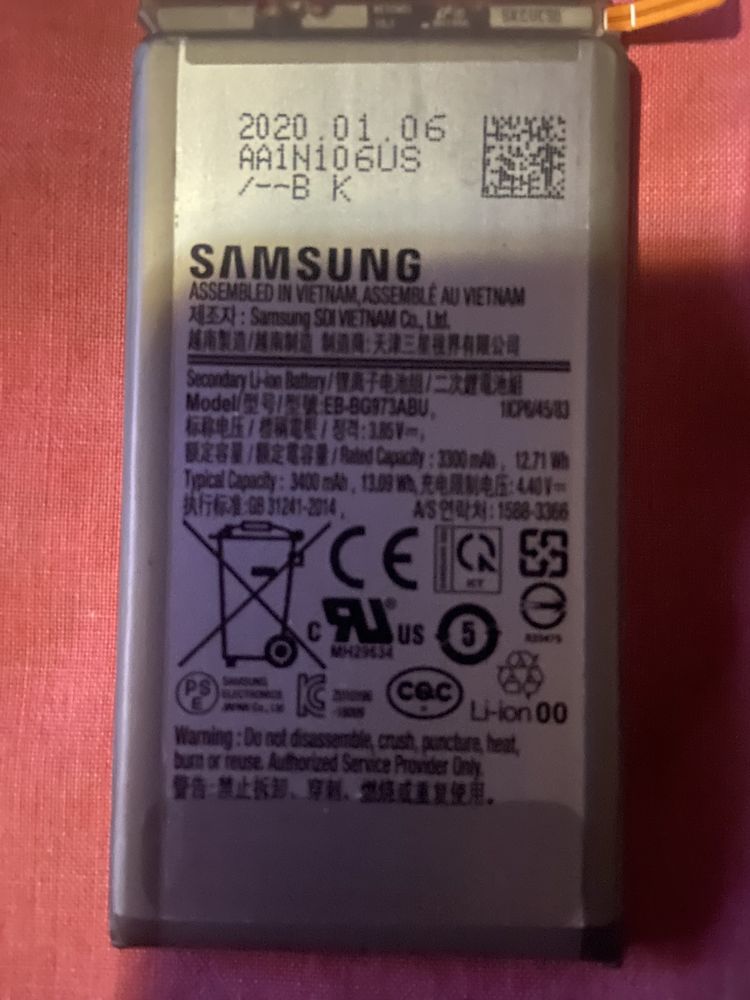 2020.01.06
AA1N106US
/--B K
SAMSUNG
ASSEMBLED IN VIETNAM, ASSEMBLÉ AU VIETNAM
제조자 : Samsung SDI VIETNAM Co., Ltd.
越南製造/越南制造 制造商:天津三星视界有限公司
Secondary Li-ion Battery / 锂离子电池组 / 二次鋰電池組
Model/型号/型號:EB-BG973ABU, 1ICP6/45/83
标称电压 / 標稱電壓 / 정격 : 3.85 V⎓,
额定容量 / 額定電容量 / Rated Capacity : 3300 mAh , 12.71 Wh
Typical Capacity : 3400 mAh , 13.09 Wh, 充电限制电压: 4.40 V⎓
执行标准:GB 31241-2014 , A/S 연락처 : 1588-3366
CE
C RU ® US
MH29634
5
PS
E
SAMSUNG
ELECTRONICS
JAPAN Co., Ltd
CQC
Li-ion 00
Warning : Do not disassemble, crush, puncture, heat,
burn or reuse. Authorized Service Provider Only.
警告:禁止拆卸、穿刺、燃烧或重复使用。